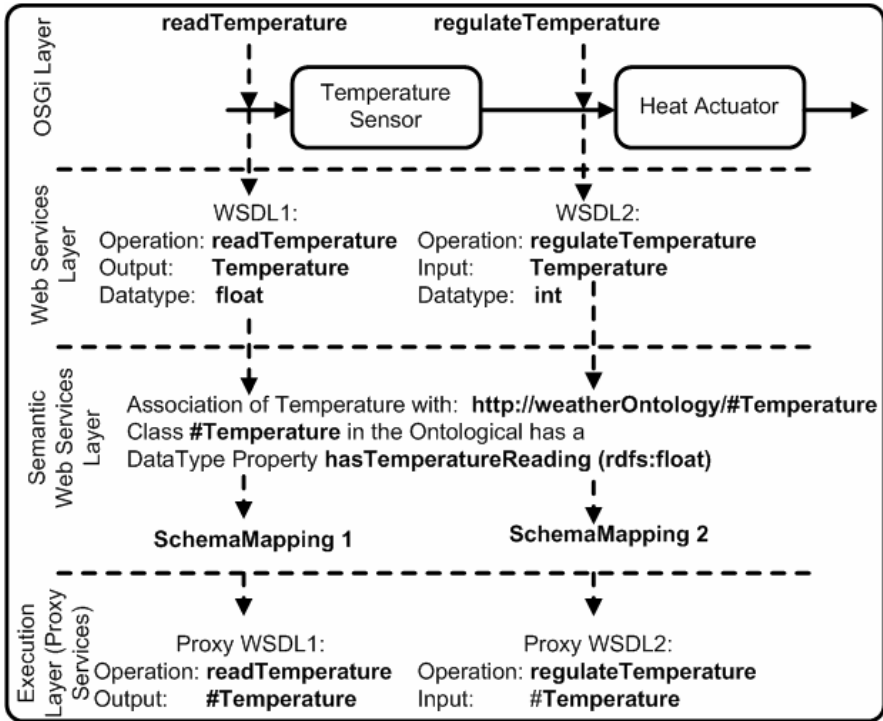 OSGi Layer
readTemperature
regulateTemperature
Temperature
Sensor
Heat Actuator
Web Services
Layer
WSDL1:
Operation: readTemperature
Output: Temperature
Datatype: float
WSDL2:
Operation: regulateTemperature
Input: Temperature
Datatype: int
Semantic
Web Services
Layer
Association of Temperature with: http://weatherOntology/#Temperature
Class #Temperature in the Ontological has a
DataType Property hasTemperatureReading (rdfs:float)
SchemaMapping 1
SchemaMapping 2
Execution
Layer (Proxy
Services)
Proxy WSDL1:
Operation: readTemperature
Output: #Temperature
Proxy WSDL2:
Operation: regulateTemperature
Input: #Temperature